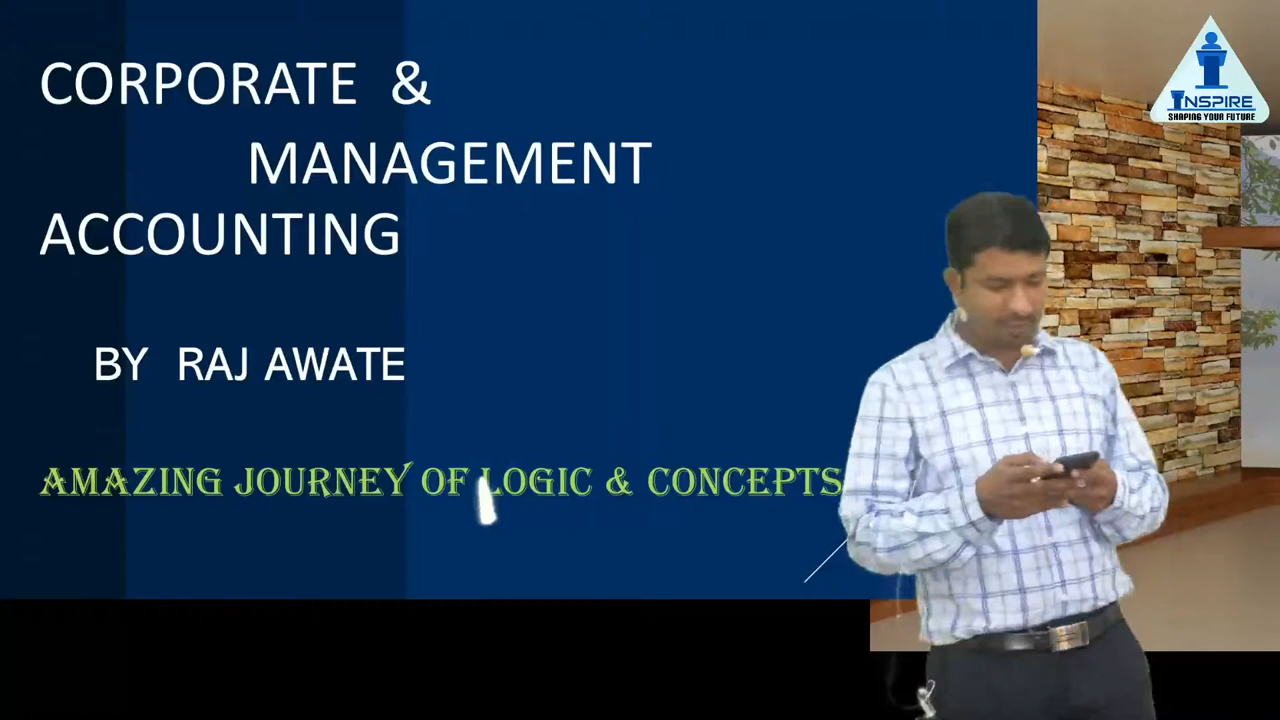 CORPORATE &
MANAGEMENT
ACCOUNTING
BY RAJ AWATE
AMAZING JOURNEY OF LOGIC & CONCEPTS
INSPIRE
SHAPING YOUR FUTURE